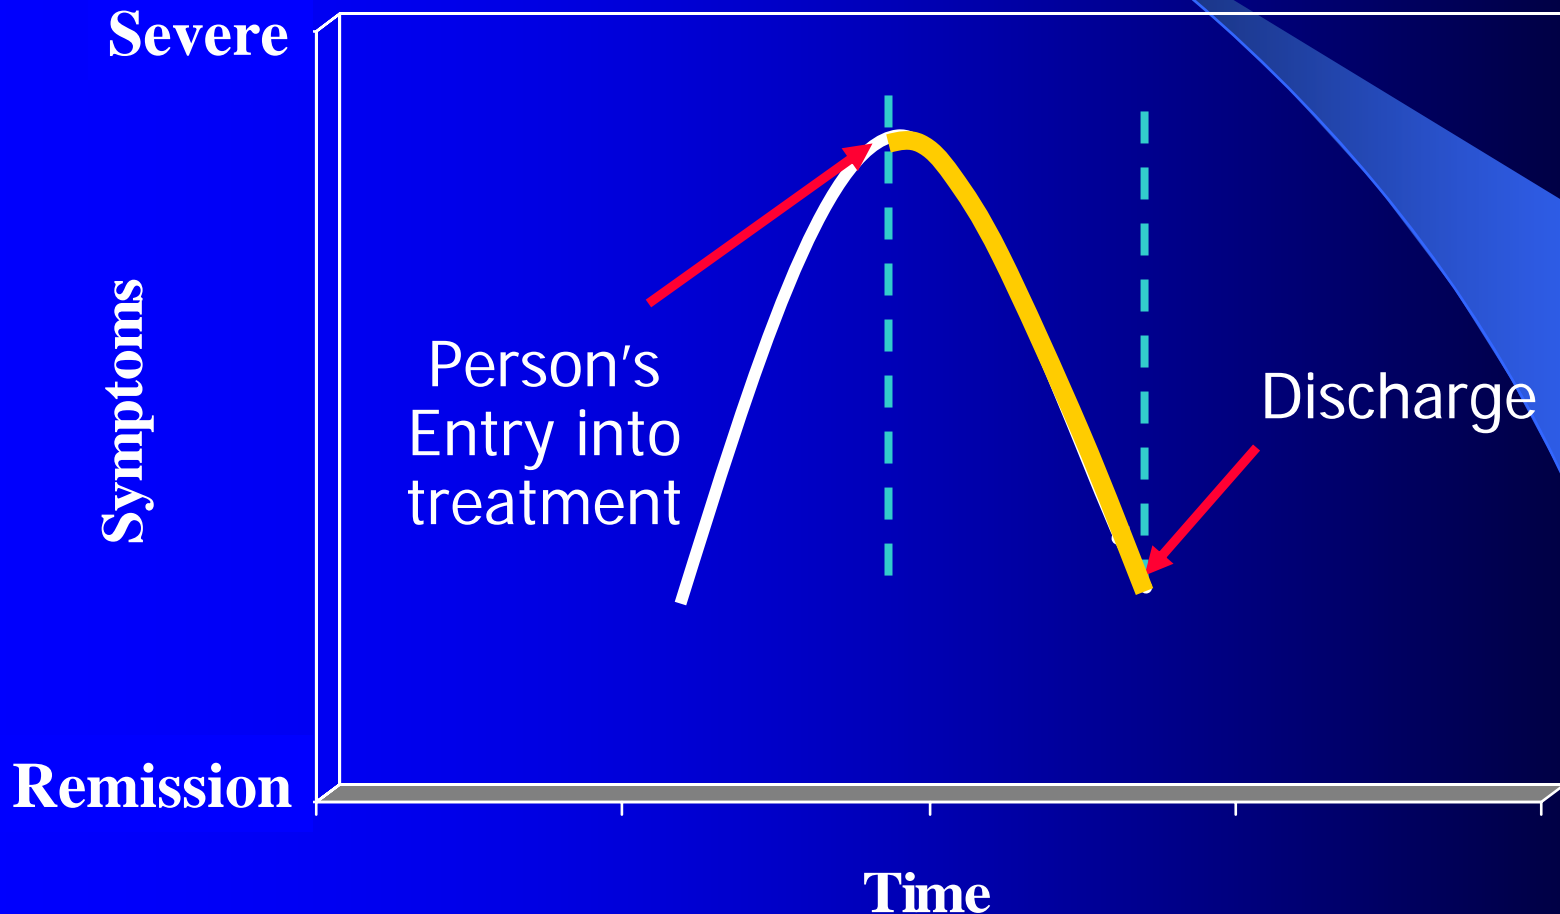 Severe
Symptoms
Person's
Entry into
treatment
Discharge
Remission
Time